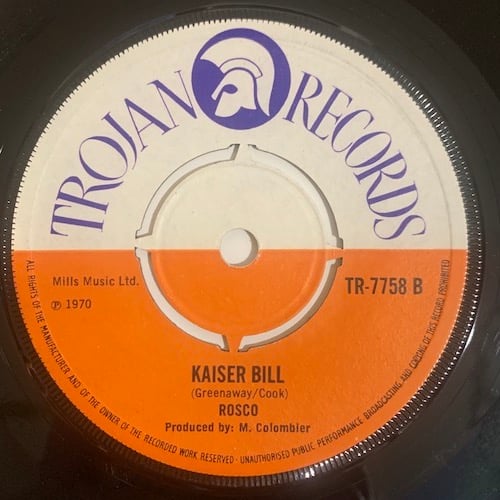 TROJAN RECORDS
Mills Music Ltd.
TR-7758 B
℗ 1970
KAISER BILL
(Greenaway/Cook)
ROSCO
Produced by: M. Colombier
ALL RIGHTS OF THE MANUFACTURER AND OF THE OWNER OF THE RECORDED WORK RESERVED - UNAUTHORISED PUBLIC PERFORMANCE BROADCASTING AND COPYING OF THIS RECORD PROHIBITED